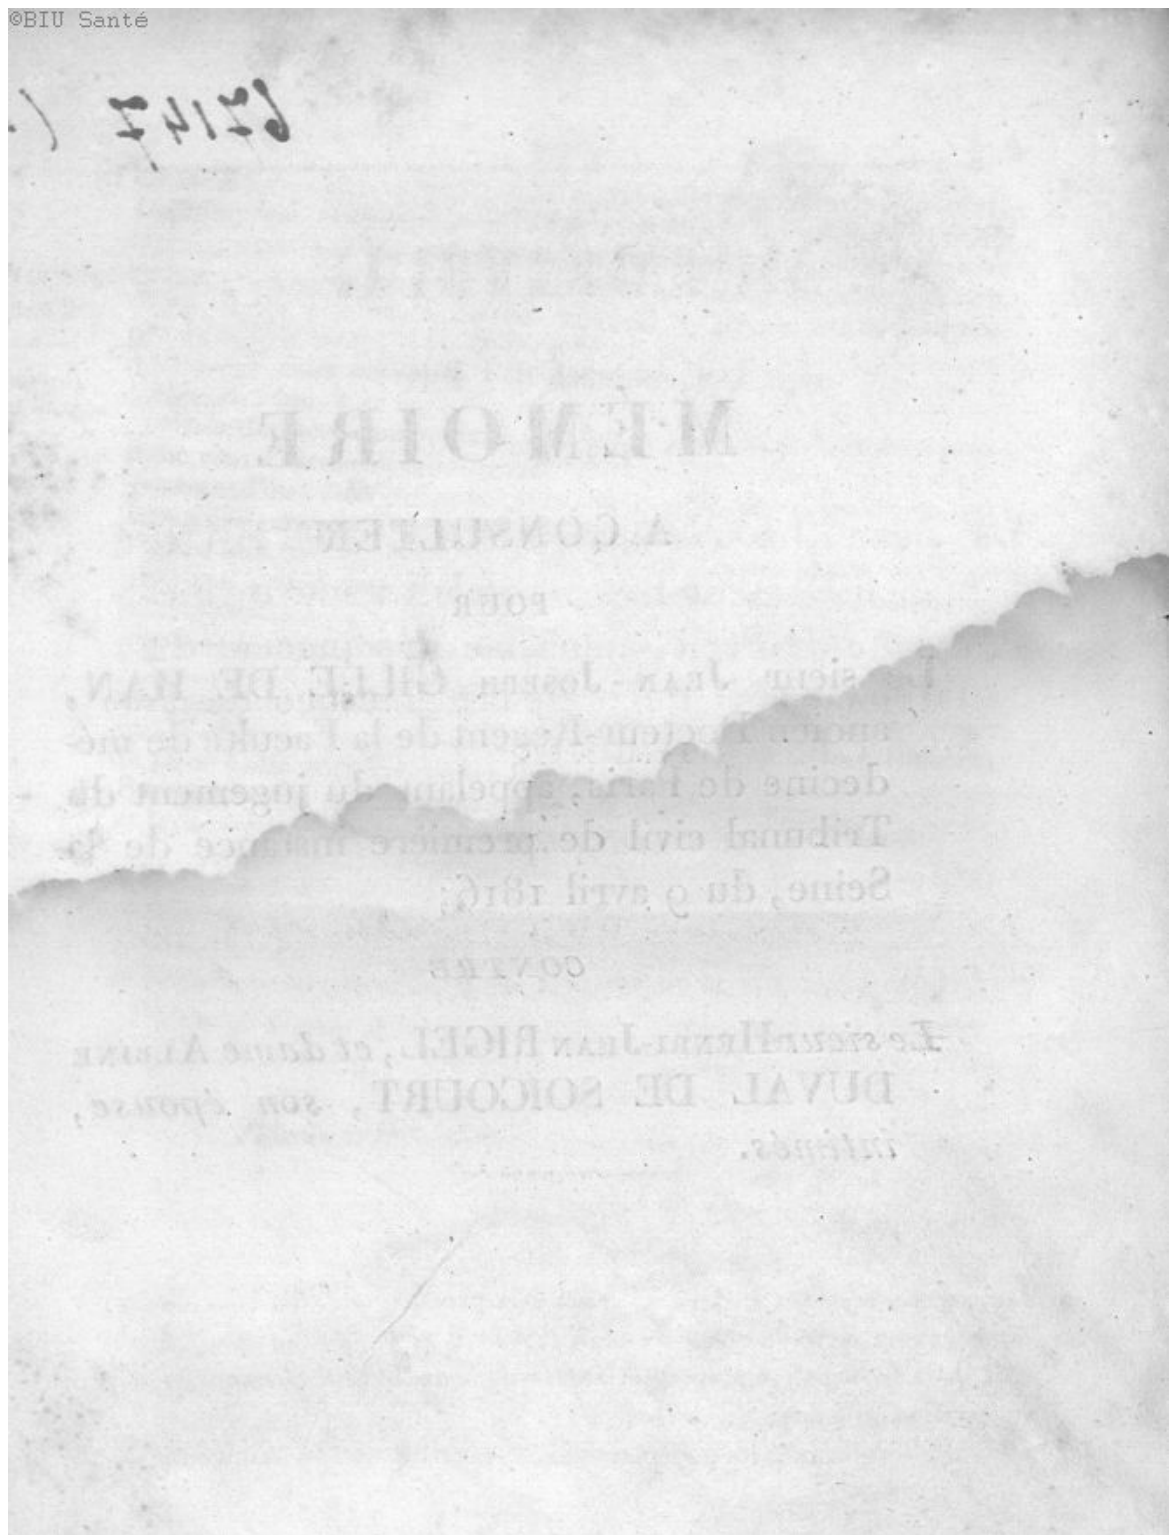 ©BIU Santé
67147 (
MÉMOIRE
A CONSULTER
POUR
Le sieur JEAN-JOSEPH GILLE DE HAN,
ancien Docteur-Régent de la Faculté de mé-
decine de Paris, appelant du jugement du
Tribunal civil de première instance de la
Seine, du 9 avril 1816;
CONTRE
Le sieur HENRI-JEAN RIGEL, et dame ALBINE
DUVAL DE SOICOURT, son épouse,
intimés.